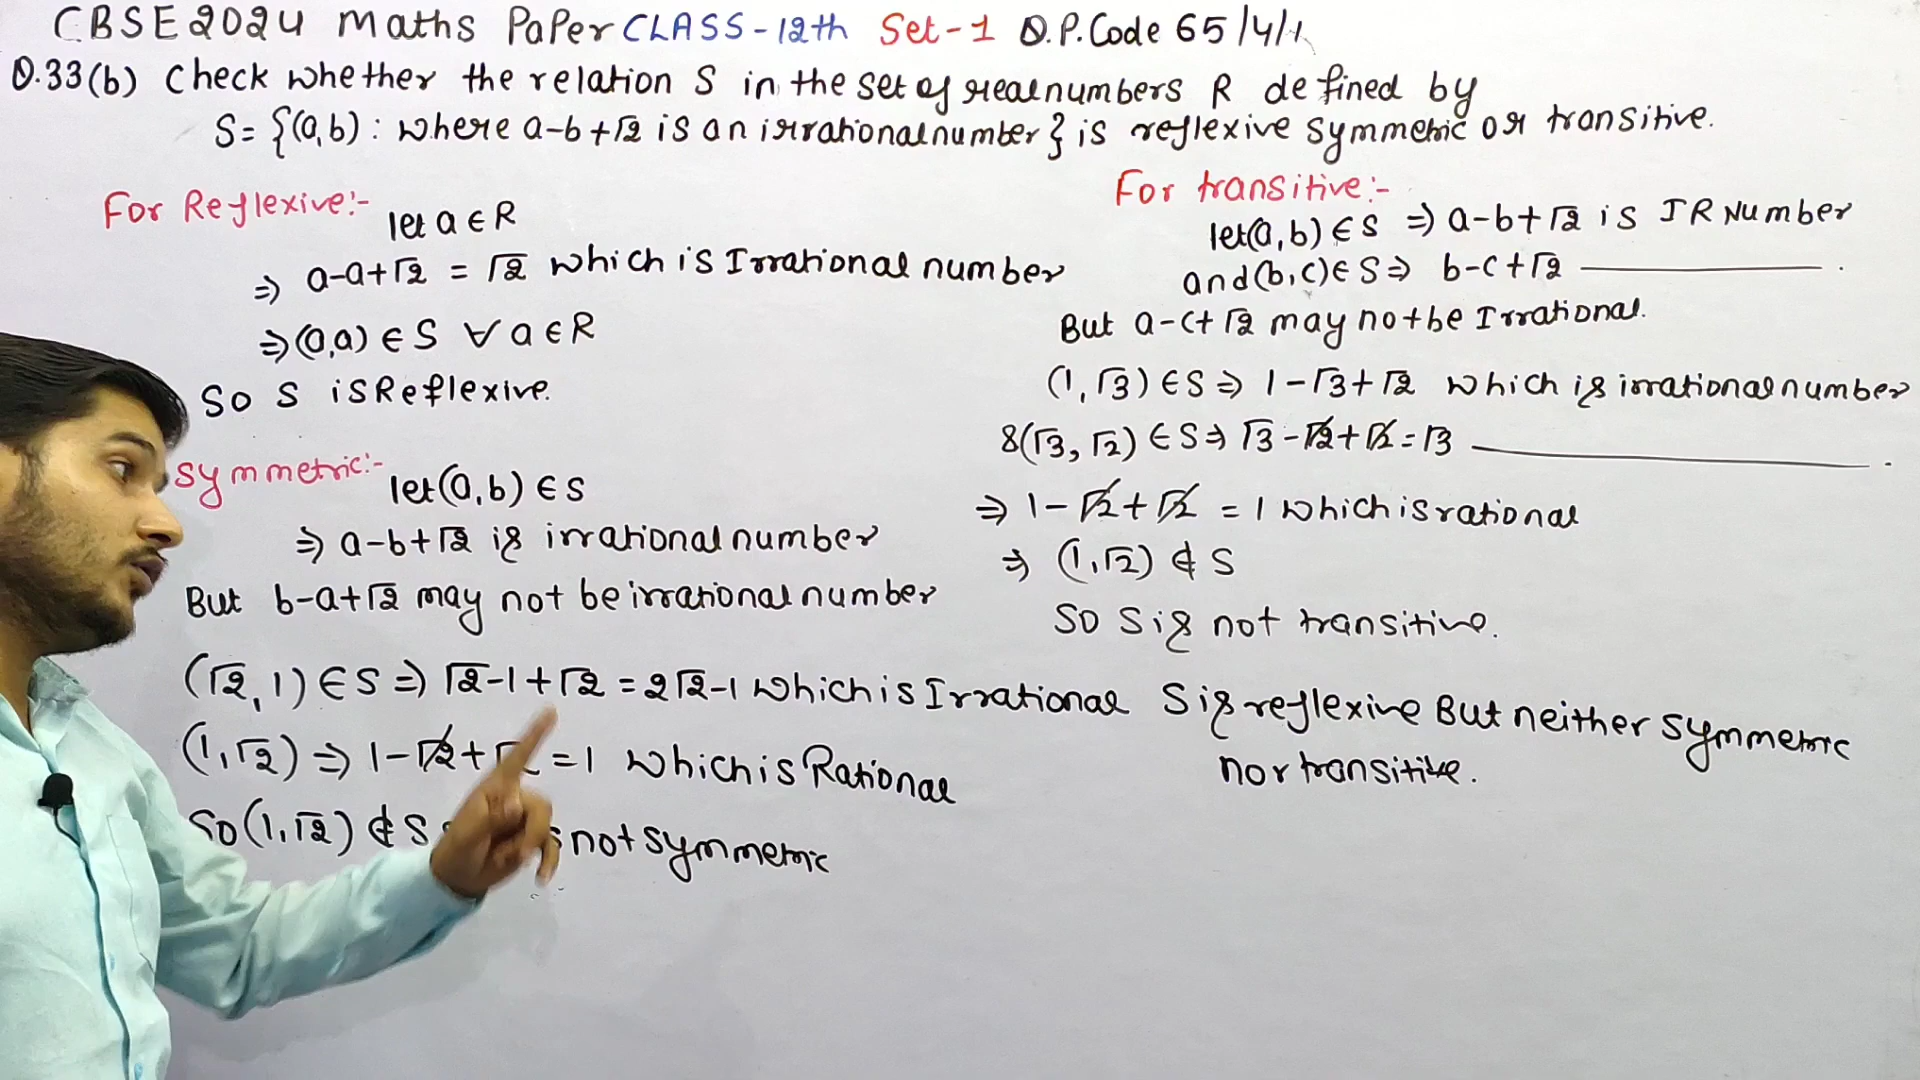 CBSE 2024 Maths Paper CLASS-12th Set-1 Q.P.Code 65/4/1
Q.33(b) Check whether the relation S in the set of real numbers R defined by
S={(a,b): where a-b+√2 is an irrational number} is reflexive symmetric or transitive.
For Reflexive:-
let a∈R
⇒ a-a+√2 = √2 which is Irrational number
⇒(a,a) ∈ S ∀ a∈R
So S is Reflexive.
Symmetric:-
let(a,b) ∈ S
⇒ a-b+√2 is irrational number
But b-a+√2 may not be irrational number
(√2,1) ∈ S ⇒ √2-1+√2 = 2√2-1 which is Irrational
(1,√2) ⇒ 1-√2+√2 = 1 which is Rational
So (1,√2) ∉ S not symmetric
For transitive:-
let(a,b) ∈ S ⇒ a-b+√2 is IR Number
and(b,c)∈ S ⇒ b-c+√2 ———.
But a-c+√2 may not be Irrational.
(1,√3) ∈ S ⇒ 1-√3+√2 which is irrational number
&(√3,√2) ∈ S ⇒ √3-√2+√2=√3 ———.
⇒ 1-√2+√2 = 1 which is rational
⇒ (1,√2) ∉ S
So S is not transitive.
S is reflexive But neither symmetric
nor transitive.